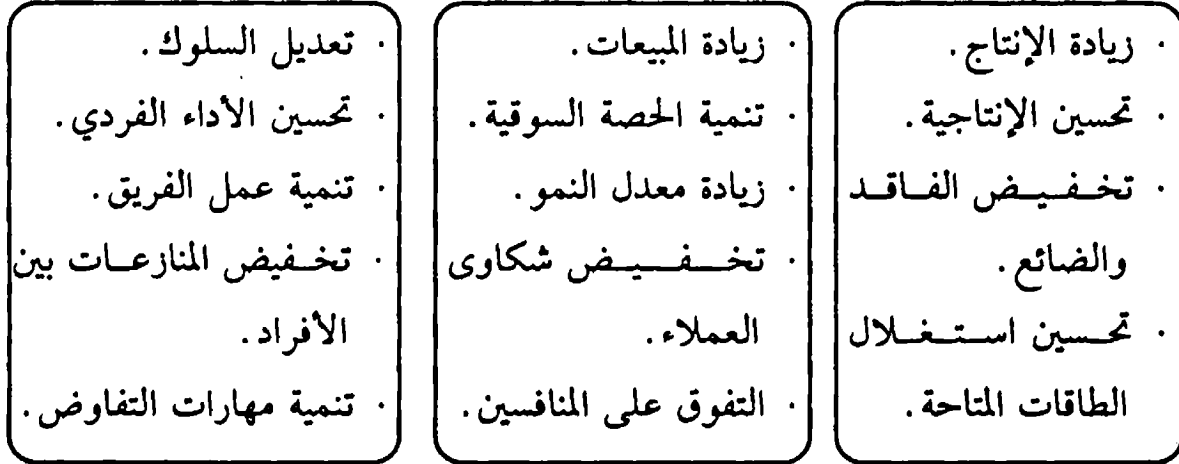 · زيادة الإنتاج.
· تحسين الإنتاجية.
· تخفيض الفاقد
والضائع.
· تحسين استغلال
الطاقات المتاحة.
· زيادة المبيعات.
· تنمية الحصة السوقية.
· زيادة معدل النمو.
· تخفيض شكاوى
العملاء.
· التفوق على المنافسين.
· تعديل السلوك.
· تحسين الأداء الفردي.
· تنمية عمل الفريق.
· تخفيض المنازعات بين
الأفراد.
· تنمية مهارات التفاوض.